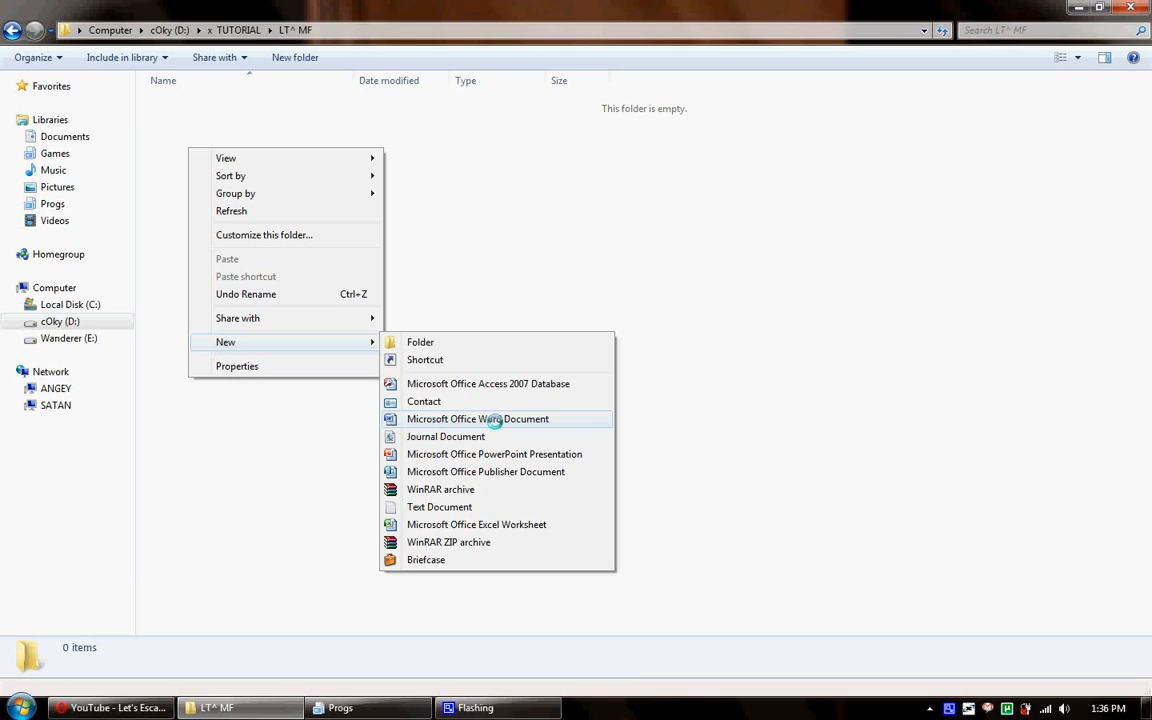 Computer ▸ cOky (D:) ▸ x TUTORIAL ▸ LT^ MF
Search LT^ MF
Organize Include in library Share with New folder
Name Date modified Type Size
This folder is empty.
Favorites
Libraries
Documents
Games
Music
Pictures
Progs
Videos
Homegroup
Computer
Local Disk (C:)
cOky (D:)
Wanderer (E:)
Network
ANGEY
SATAN
View
Sort by
Group by
Refresh
Customize this folder...
Paste
Paste shortcut
Undo Rename Ctrl+Z
Share with
New
Properties
Folder
Shortcut
Microsoft Office Access 2007 Database
Contact
Microsoft Office Word Document
Journal Document
Microsoft Office PowerPoint Presentation
Microsoft Office Publisher Document
WinRAR archive
Text Document
Microsoft Office Excel Worksheet
WinRAR ZIP archive
Briefcase
0 items
YouTube - Let's Esca... LT^ MF Progs Flashing 1:36 PM